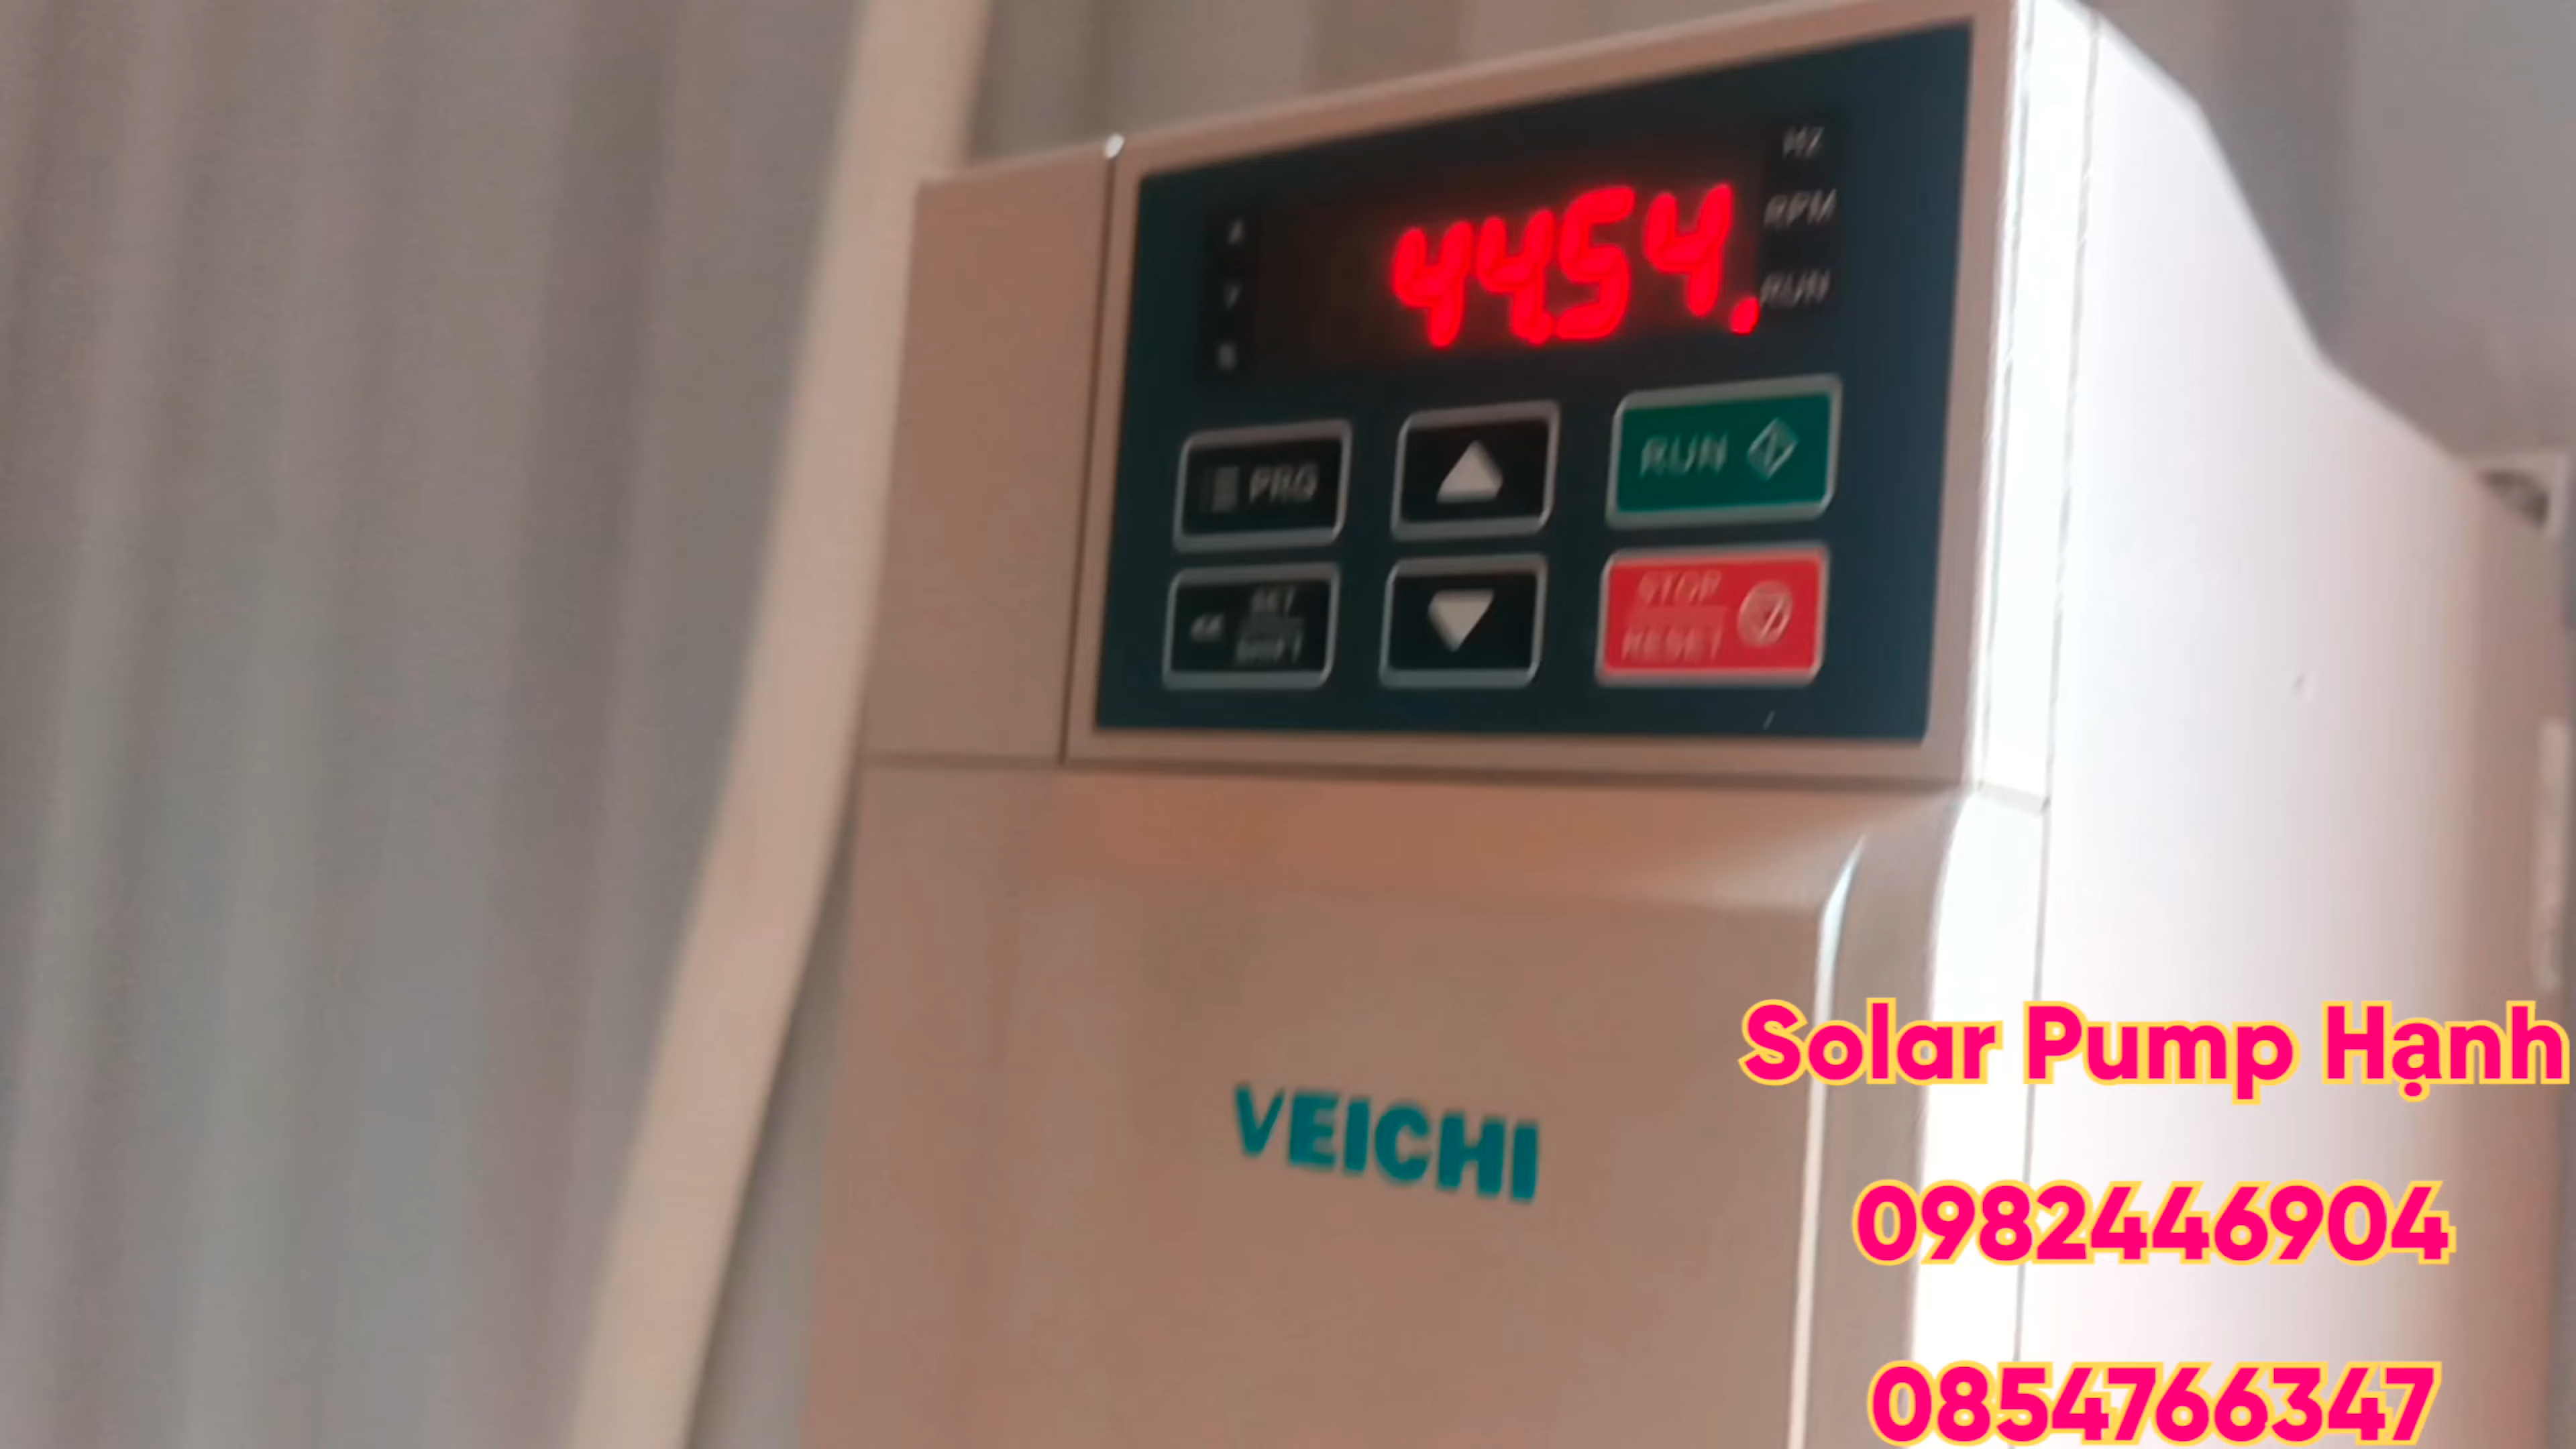 HZ
44.54.
RPM
RUN
A
V
PRG
RUN
SET
SHIFT
STOP
RESET
VEICHI
Solar Pump Hạnh
0982446904
0854766347